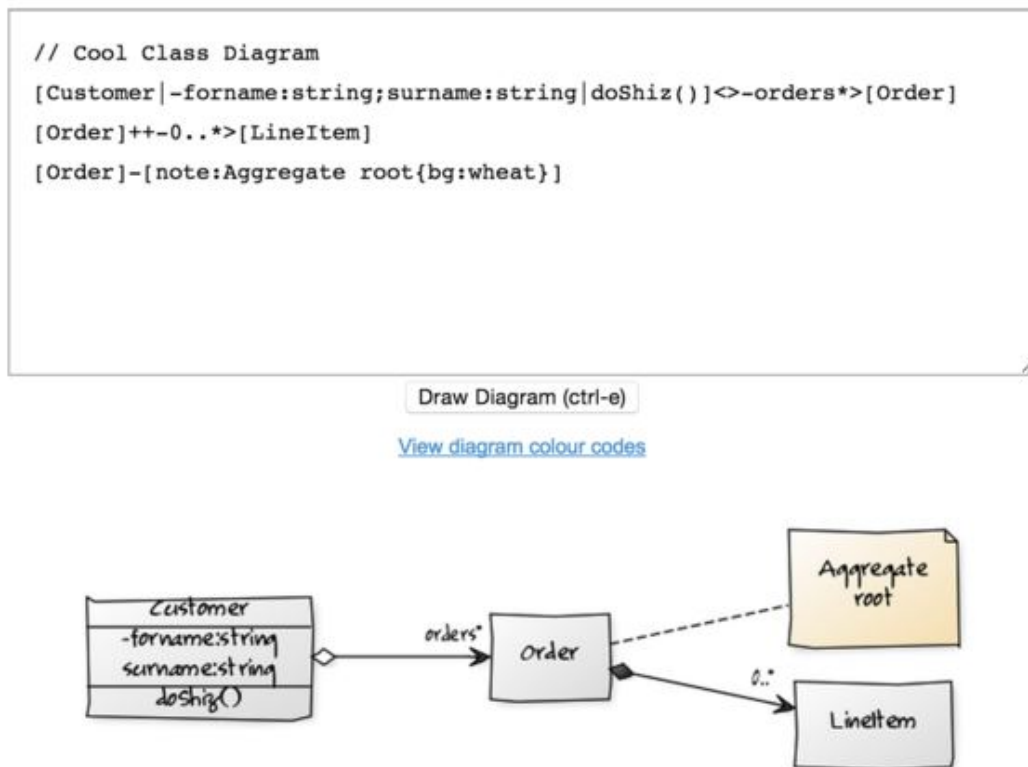 // Cool Class Diagram
[Customer|-forname:string;surname:string|doShiz()]<>-orders*>[Order]
[Order]++-0..*>[LineItem]
[Order]-[note:Aggregate root{bg:wheat}]
Draw Diagram (ctrl-e)
View diagram colour codes
Aggregate
root
Customer
-forname:string
surname:string
doShiz()
orders*
Order
0..*
LineItem